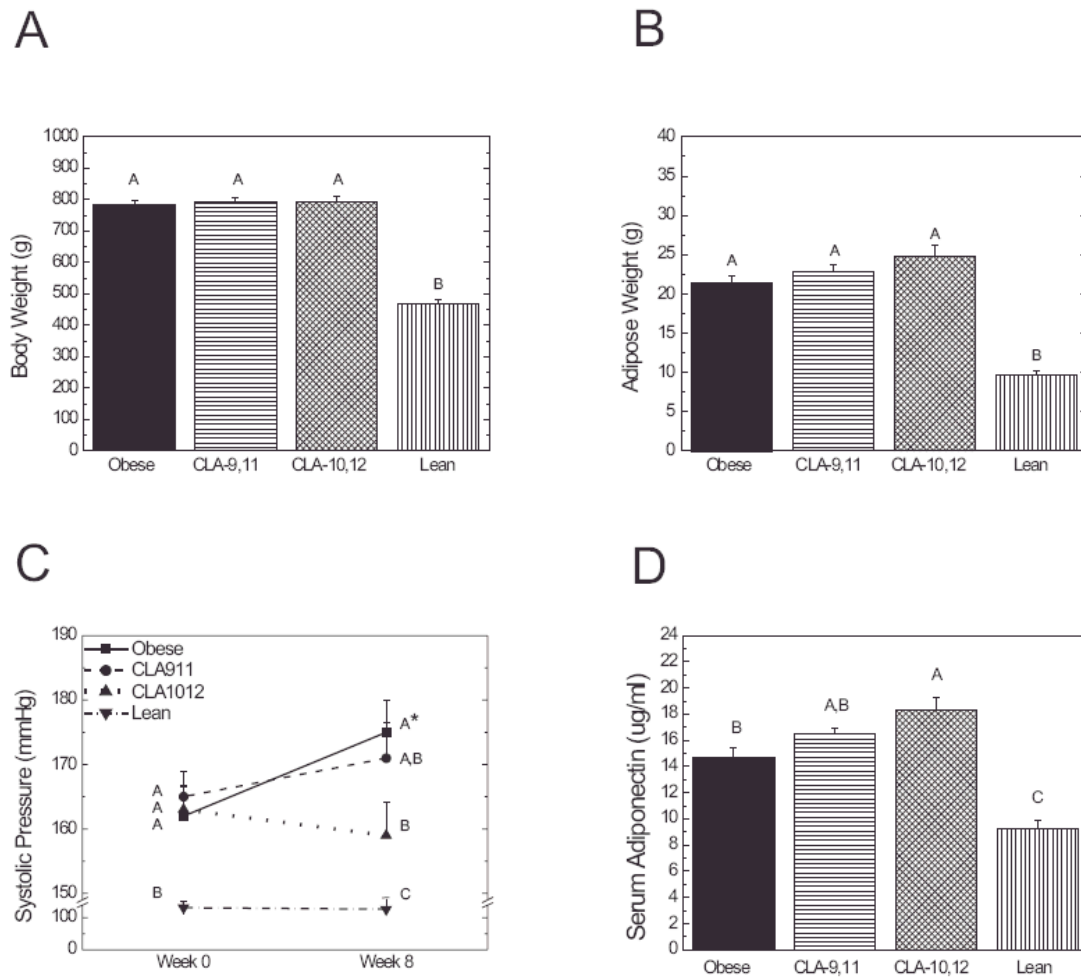 A
B
1000
900
800
700
600
500
400
300
200
100
0
Body Weight (g)
A
A
A
B
Obese
CLA-9,11
CLA-10,12
Lean
40
35
30
25
20
15
10
5
0
Adipose Weight (g)
A
A
A
B
Obese
CLA-9,11
CLA-10,12
Lean
C
D
190
180
170
160
150
100
0
Systolic Pressure (mmHg)
Obese
CLA911
CLA1012
Lean
A
A
A
B
A*
A,B
B
C
Week 0
Week 8
24
22
20
18
16
14
12
10
8
6
4
2
0
Serum Adiponectin (ug/ml)
B
A,B
A
C
Obese
CLA-9,11
CLA-10,12
Lean